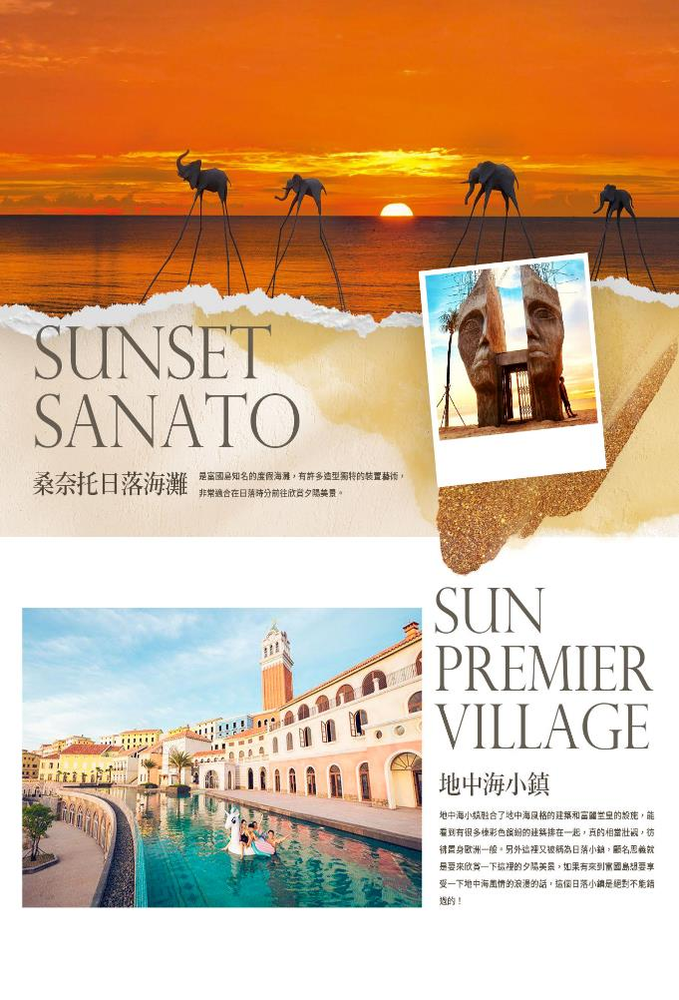 SUNSET
SANATO
桑奈托日落海灘
是富國島知名的度假海灘，有許多造型獨特的裝置藝術，
非常適合在日落時分前往欣賞夕陽美景。
SUN
PREMIER
VILLAGE
地中海小鎮
地中海小鎮融合了地中海風格的建築和富麗堂皇的設施，能
看到有很多棟彩色繽紛的建築排在一起，真的相當壯觀，彷
彿置身歐洲一般。另外這裡又被稱為日落小鎮，顧名思義就
是要來欣賞一下這裡的夕陽美景，如果有來到富國島想要享
受一下地中海風情的浪漫的話，這個日落小鎮是絕對不能錯
過的！